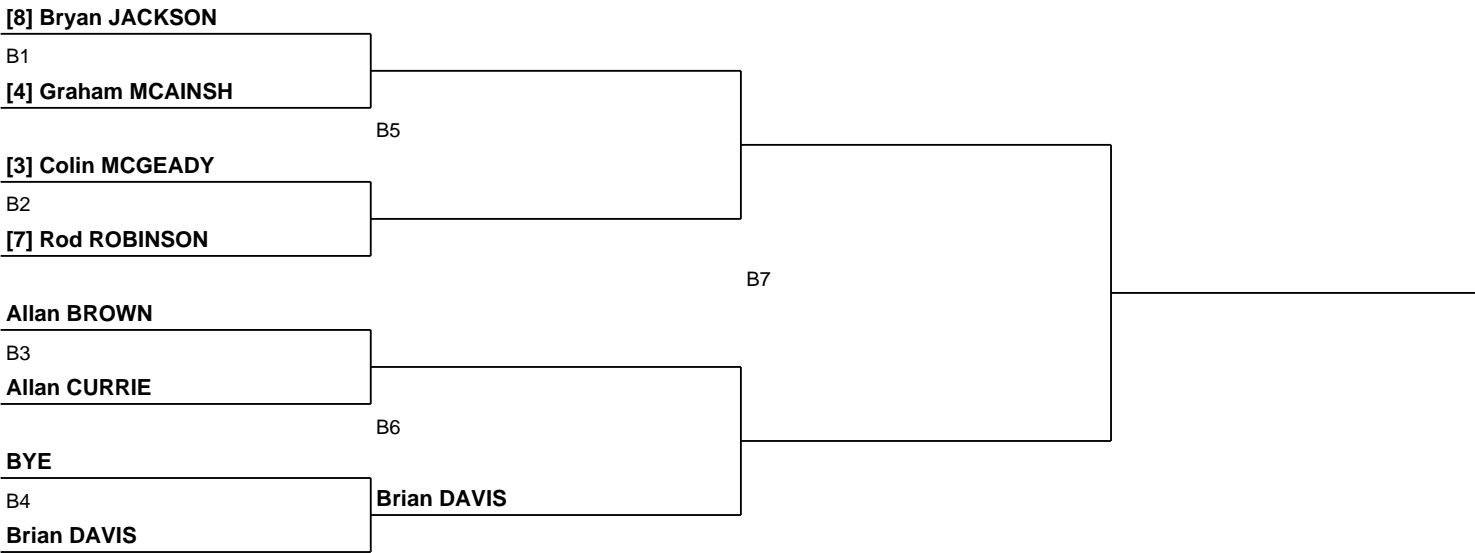 [8] Bryan JACKSON
B1
[4] Graham MCAINSH
B5
[3] Colin MCGEADY
B2
[7] Rod ROBINSON
B7
Allan BROWN
B3
Allan CURRIE
B6
BYE
B4
Brian DAVIS
Brian DAVIS